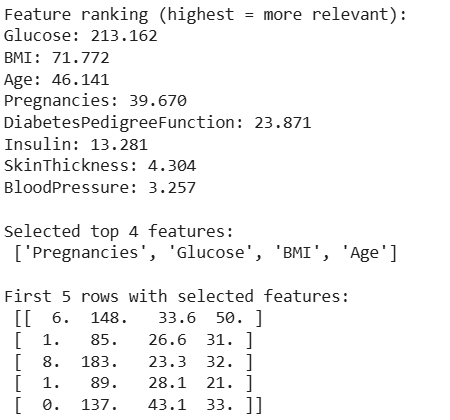 Feature ranking (highest = more relevant):
Glucose: 213.162
BMI: 71.772
Age: 46.141
Pregnancies: 39.670
DiabetesPedigreeFunction: 23.871
Insulin: 13.281
SkinThickness: 4.304
BloodPressure: 3.257

Selected top 4 features:
 ['Pregnancies', 'Glucose', 'BMI', 'Age']

First 5 rows with selected features:
 [[  6.  148.   33.6  50. ]
 [  1.   85.   26.6  31. ]
 [  8.  183.   23.3  32. ]
 [  1.   89.   28.1  21. ]
 [  0.  137.   43.1  33. ]]